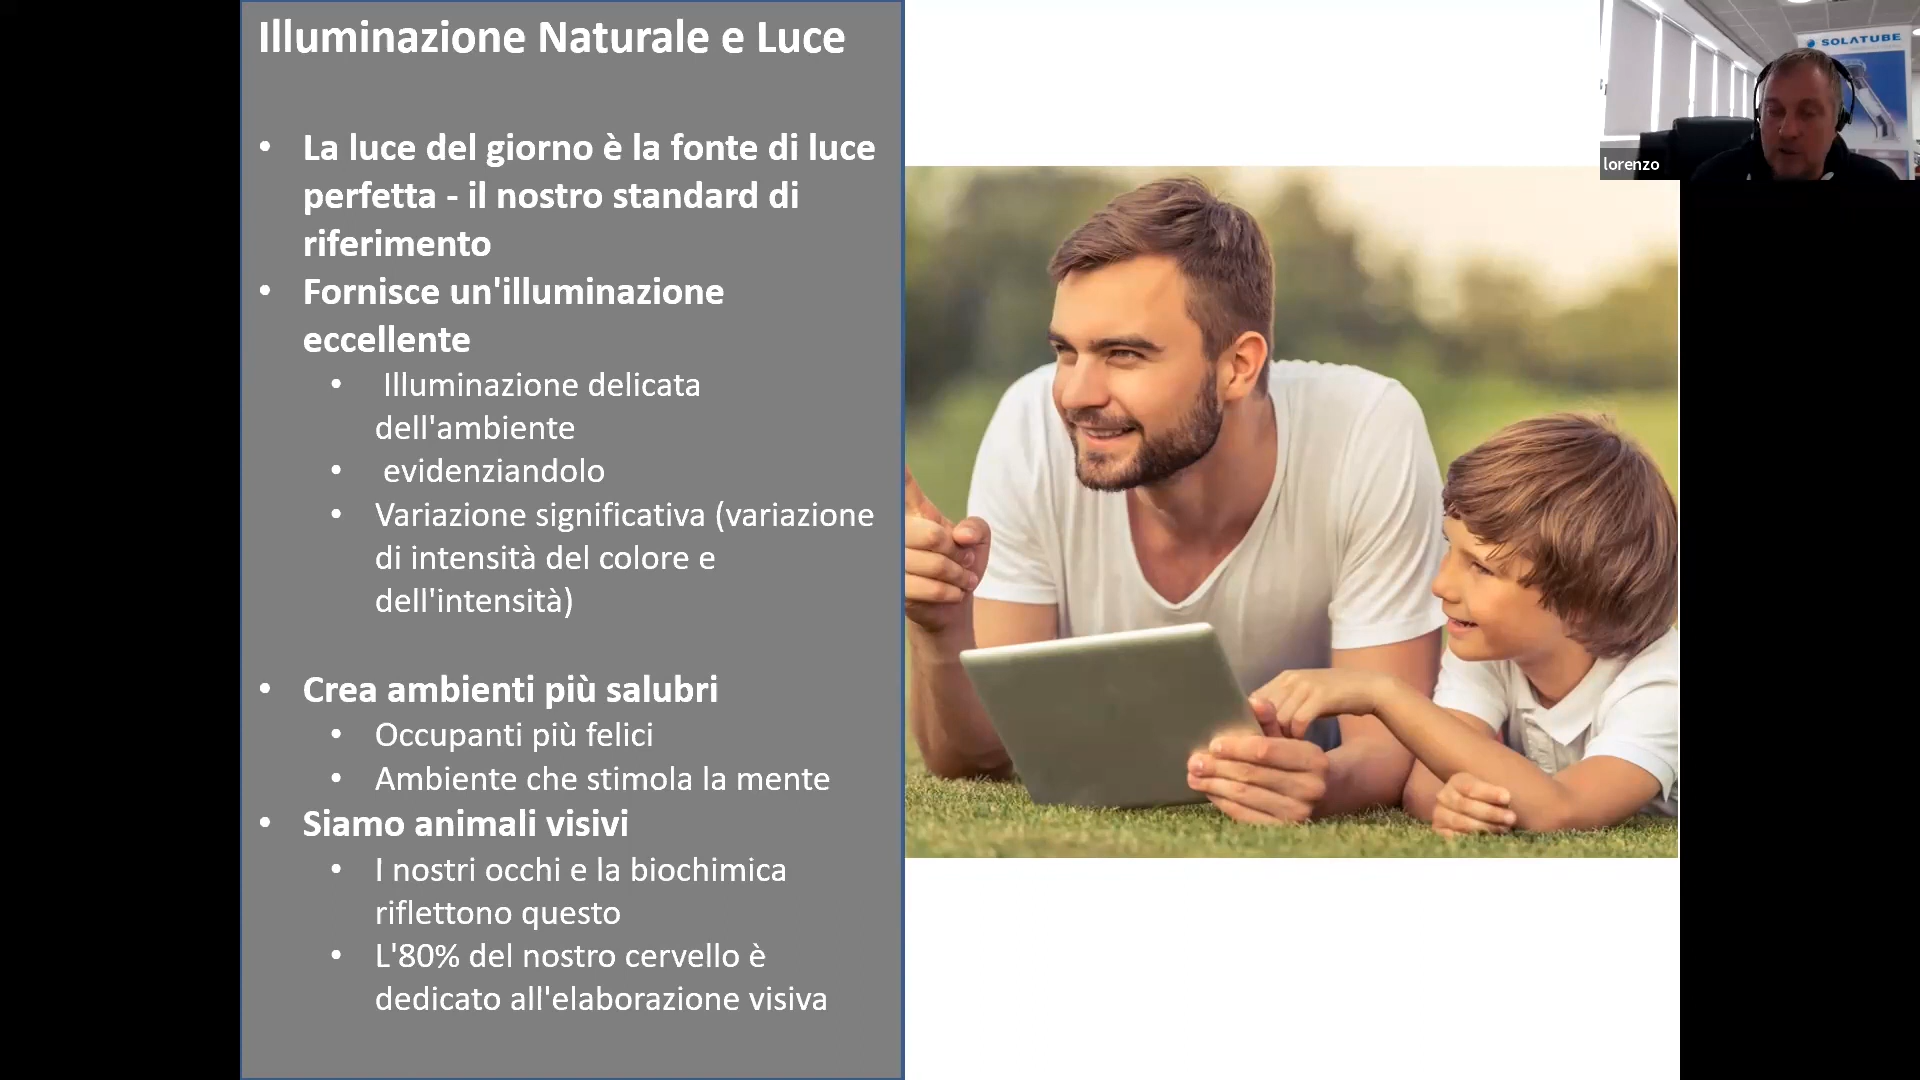 Illuminazione Naturale e Luce
• La luce del giorno è la fonte di luce
perfetta - il nostro standard di
riferimento
• Fornisce un'illuminazione
eccellente
• Illuminazione delicata
dell'ambiente
• evidenziandolo
• Variazione significativa (variazione
di intensità del colore e
dell'intensità)
• Crea ambienti più salubri
• Occupanti più felici
• Ambiente che stimola la mente
• Siamo animali visivi
• I nostri occhi e la biochimica
riflettono questo
• L'80% del nostro cervello è
dedicato all'elaborazione visiva
SOLATUBE
lorenzo